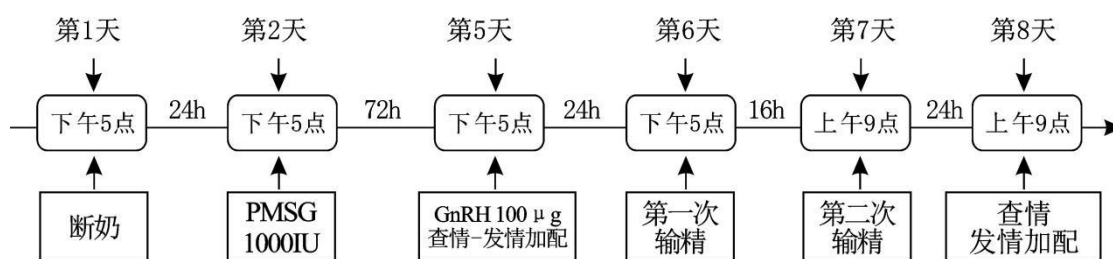 第1天 第2天 第5天 第6天 第7天 第8天
下午5点 24h 下午5点 72h 下午5点 24h 下午5点 16h 上午9点 24h 上午9点
断奶
PMSG
1000IU
GnRH 100 μg
查情-发情加配
第一次
输精
第二次
输精
查情
发情加配